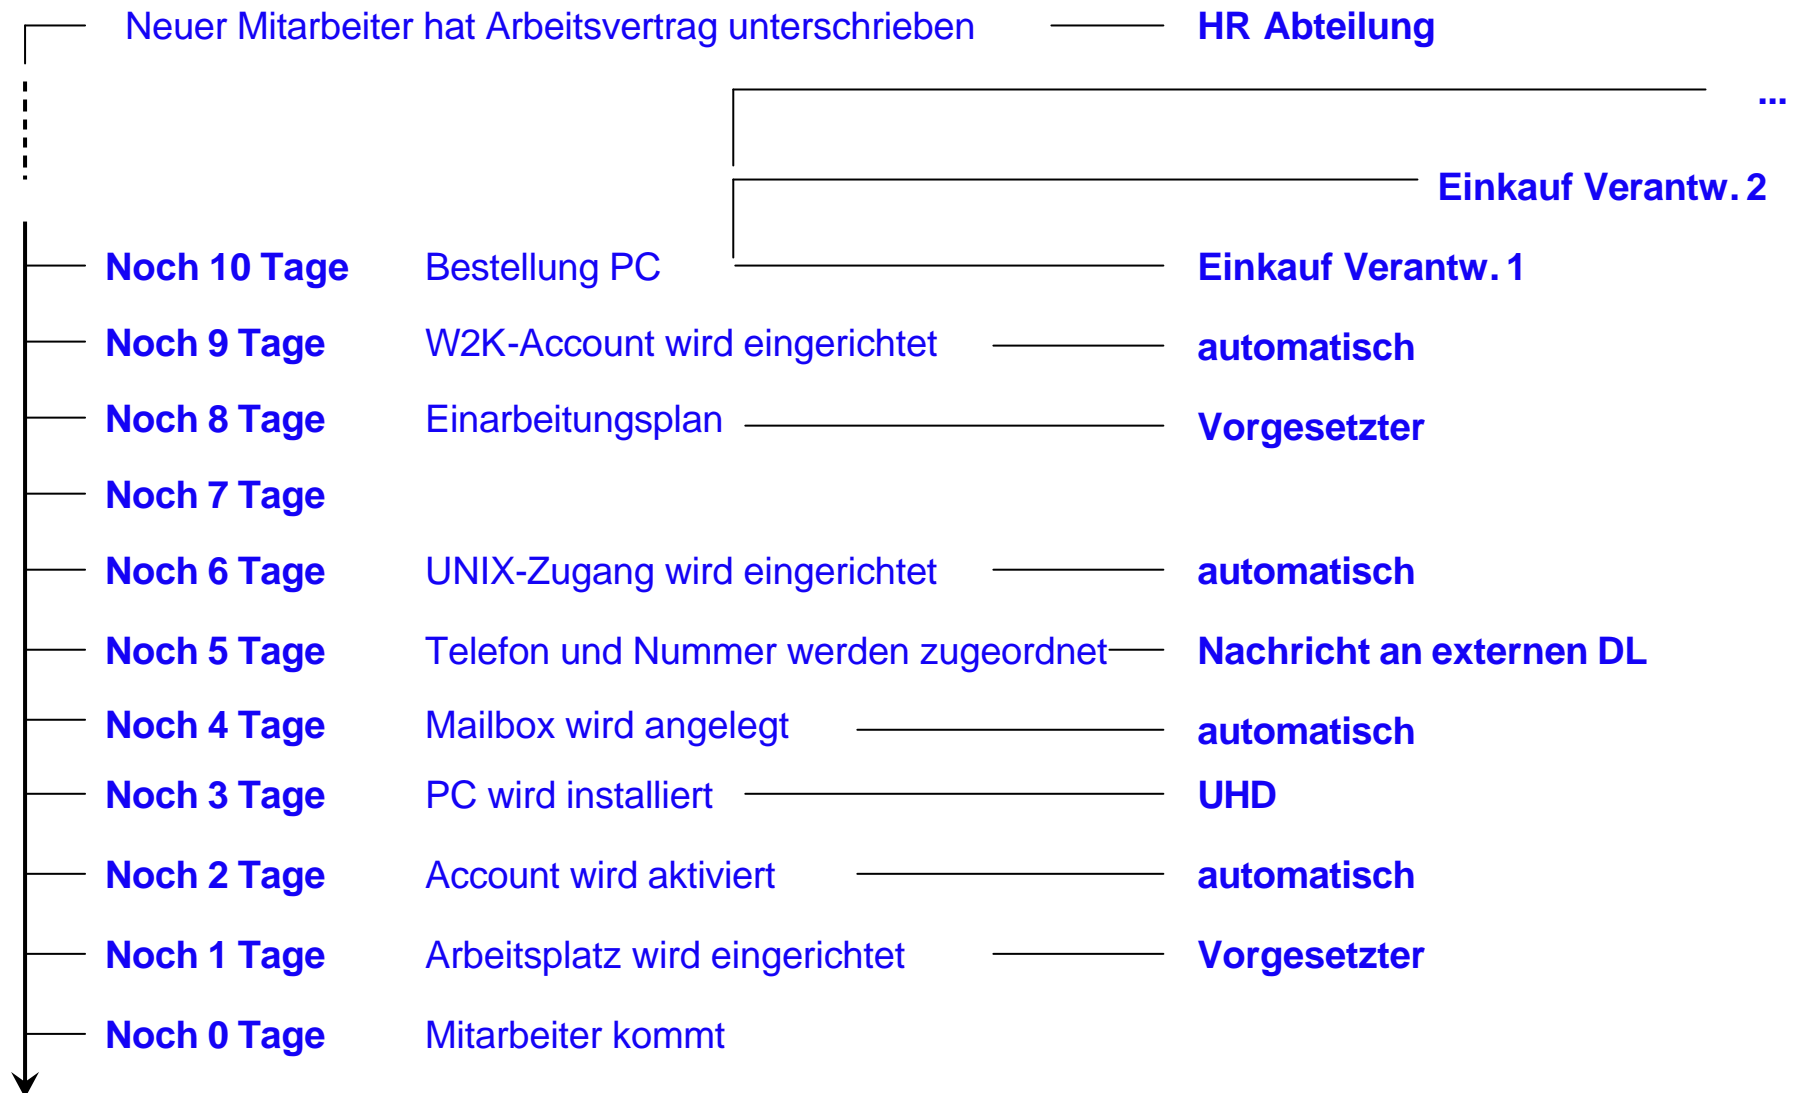 Neuer Mitarbeiter hat Arbeitsvertrag unterschrieben HR Abteilung
...
Einkauf Verantw. 2
Noch 10 Tage Bestellung PC Einkauf Verantw. 1
Noch 9 Tage W2K-Account wird eingerichtet automatisch
Noch 8 Tage Einarbeitungsplan Vorgesetzter
Noch 7 Tage
Noch 6 Tage UNIX-Zugang wird eingerichtet automatisch
Noch 5 Tage Telefon und Nummer werden zugeordnet Nachricht an externen DL
Noch 4 Tage Mailbox wird angelegt automatisch
Noch 3 Tage PC wird installiert UHD
Noch 2 Tage Account wird aktiviert automatisch
Noch 1 Tage Arbeitsplatz wird eingerichtet Vorgesetzter
Noch 0 Tage Mitarbeiter kommt